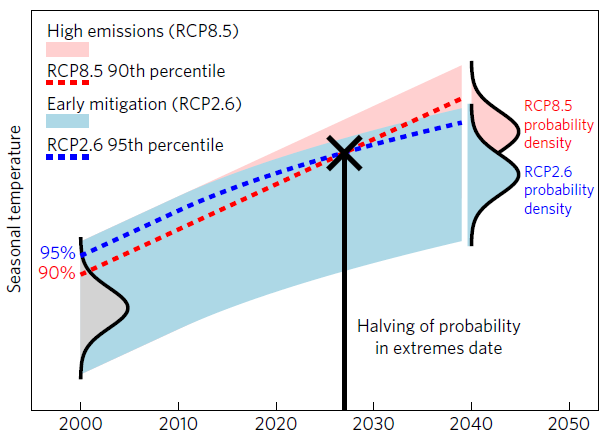 High emissions (RCP8.5)
RCP8.5 90th percentile
Early mitigation (RCP2.6)
RCP2.6 95th percentile
Seasonal temperature
95%
90%
RCP8.5
probability
density
RCP2.6
probability
density
Halving of probability
in extremes date
2000 2010 2020 2030 2040 2050